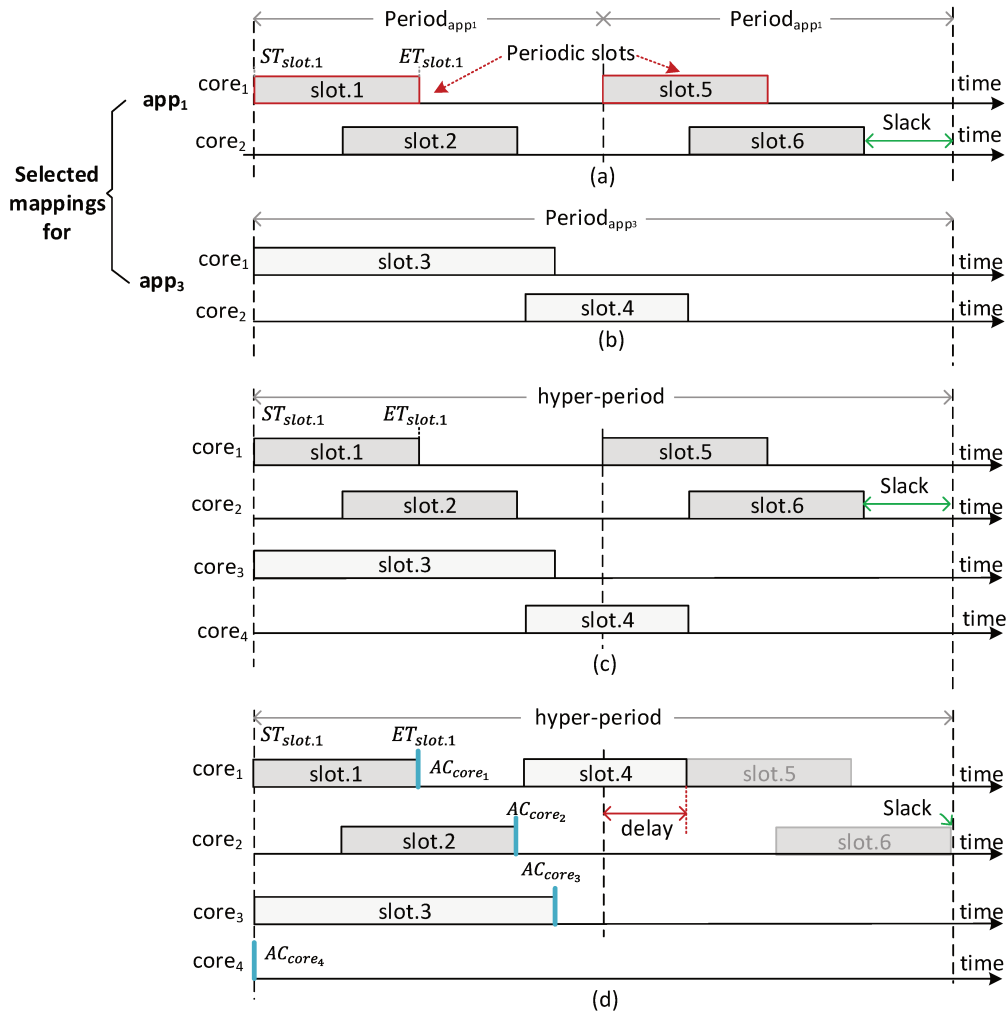 Period_app₁ Period_app₁
ST_slot.1 ET_slot.1 Periodic slots
core₁ slot.1 slot.5 time
app₁
core₂ slot.2 slot.6 Slack time
(a)
Selected
mappings
for
Period_app₃
core₁ slot.3 time
app₃
core₂ slot.4 time
(b)
hyper-period
ST_slot.1 ET_slot.1
core₁ slot.1 slot.5 time
core₂ slot.2 slot.6 Slack time
core₃ slot.3 time
core₄ slot.4 time
(c)
hyper-period
ST_slot.1 ET_slot.1
core₁ slot.1 AC_core₁ slot.4 slot.5 time
delay
core₂ slot.2 AC_core₂ slot.6 Slack time
core₃ slot.3 AC_core₃ time
core₄ AC_core₄ time
(d)